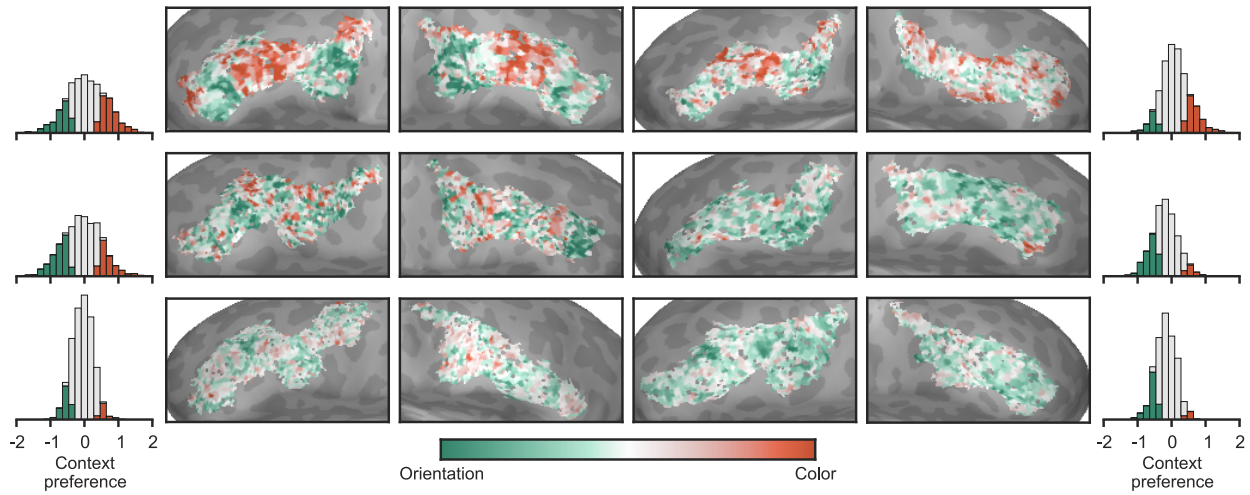 -2 -1 0 1 2
Context
preference
Orientation Color
-2 -1 0 1 2
Context
preference